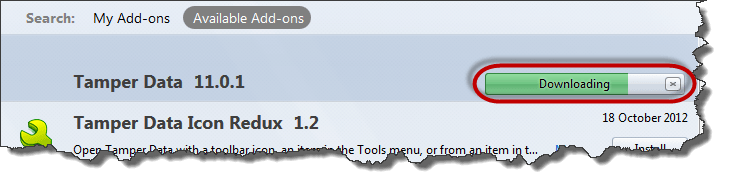 Search: My Add-ons Available Add-ons
Tamper Data 11.0.1 Downloading
Tamper Data Icon Redux 1.2 18 October 2012
Open Tamper Data with a toolbar icon, an item in the Tools menu, or from an item in t... Install